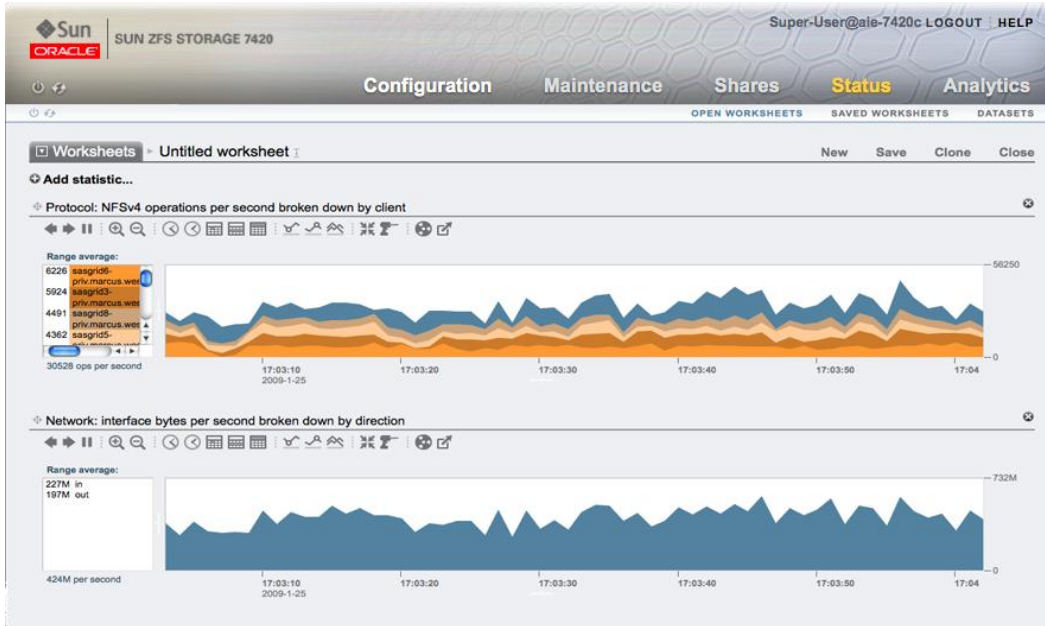 Sun
ORACLE
SUN ZFS STORAGE 7420
Super-User@aie-7420c LOGOUT HELP
Configuration Maintenance Shares Status Analytics
OPEN WORKSHEETS SAVED WORKSHEETS DATASETS
Worksheets Untitled worksheet
New Save Clone Close
Add statistic...
Protocol: NFSv4 operations per second broken down by client
Range average:
6226 sasgrid6-
priv.marcus.wes
5924 sasgrid3-
priv.marcus.wes
4491 sasgrid8-
priv.marcus.wes
4362 sasgrid5-
30528 ops per second
56250
0
17:03:10 17:03:20 17:03:30 17:03:40 17:03:50 17:04
2009-1-25
Network: interface bytes per second broken down by direction
Range average:
227M in
197M out
424M per second
732M
0
17:03:10 17:03:20 17:03:30 17:03:40 17:03:50 17:04
2009-1-25